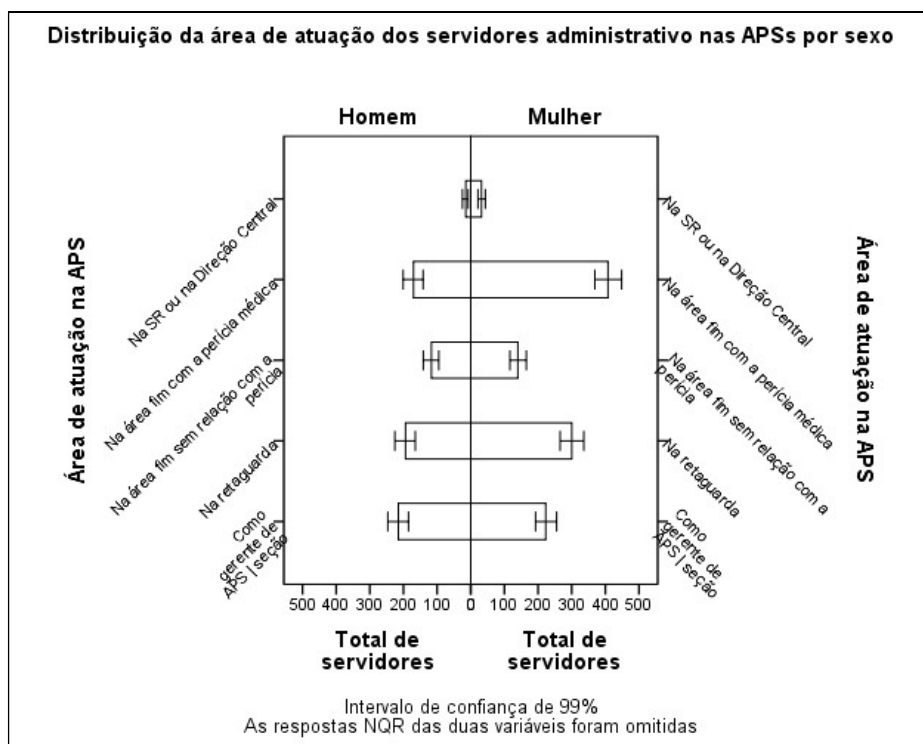 Distribuição da área de atuação dos servidores administrativo nas APSs por sexo
Homem
Mulher
Área de atuação na APS
Na SR ou na Direção Central
Na área fim com a perícia médica
Na área fim sem relação com a
perícia
Na retaguarda
Como
gerente de
APS | seção
Na SR ou na Direção Central
Na área fim com a perícia médica
Na área fim sem relação com a
perícia
Na retaguarda
Como
gerente de
APS | seção
Área de atuação na APS
500 400 300 200 100 0 100 200 300 400 500
Total de
servidores
Total de
servidores
Intervalo de confiança de 99%
As respostas NQR das duas variáveis foram omitidas